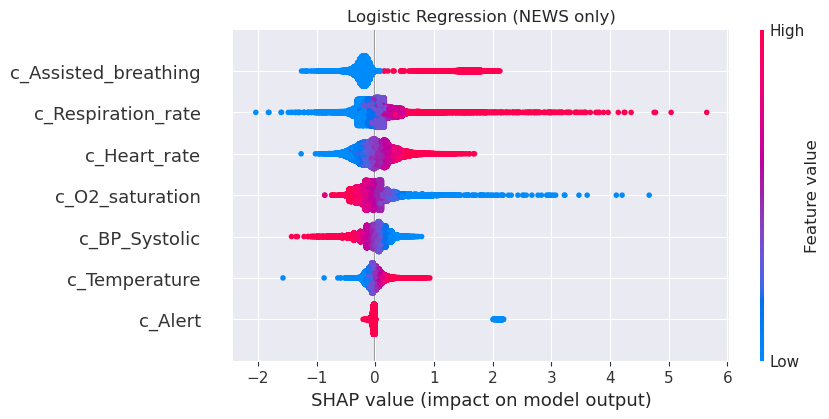 Logistic Regression (NEWS only)
High
c_Assisted_breathing
c_Respiration_rate
c_Heart_rate
c_O2_saturation
c_BP_Systolic
c_Temperature
c_Alert
Feature value
Low
−2 −1 0 1 2 3 4 5 6
SHAP value (impact on model output)